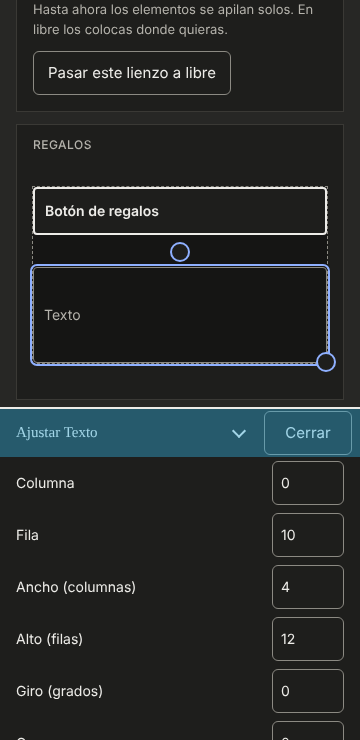 Hasta ahora los elementos se apilan solos. En
libre los colocas donde quieras.
Pasar este lienzo a libre
REGALOS
Botón de regalos
Texto
Ajustar Texto
Cerrar
Columna
0
Fila
10
Ancho (columnas)
4
Alto (filas)
12
Giro (grados)
0